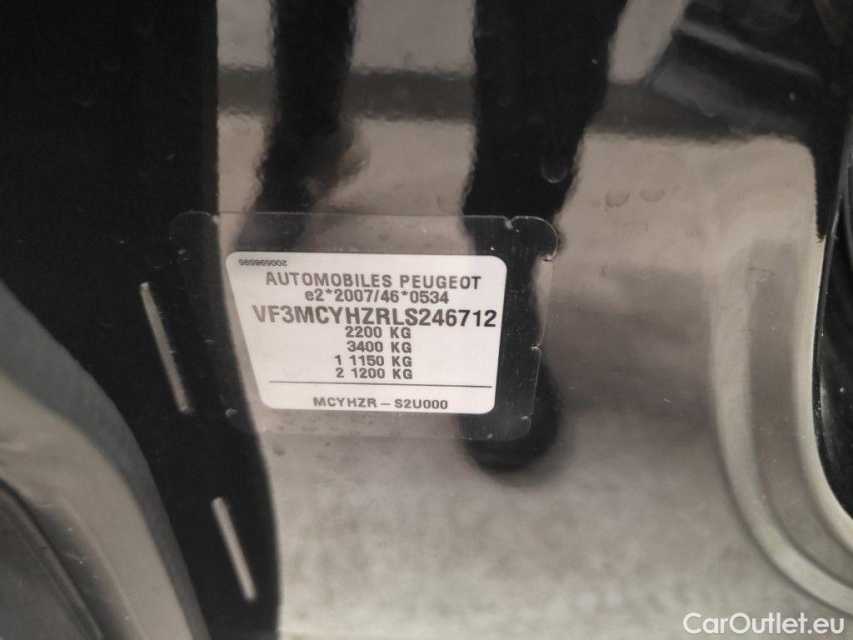 200598595
AUTOMOBILES PEUGEOT
e2*2007/46*0534
VF3MCYHZRLS246712
2200 KG
3400 KG
1 1150 KG
2 1200 KG
MCYHZR-S2U000
CarOutlet.eu